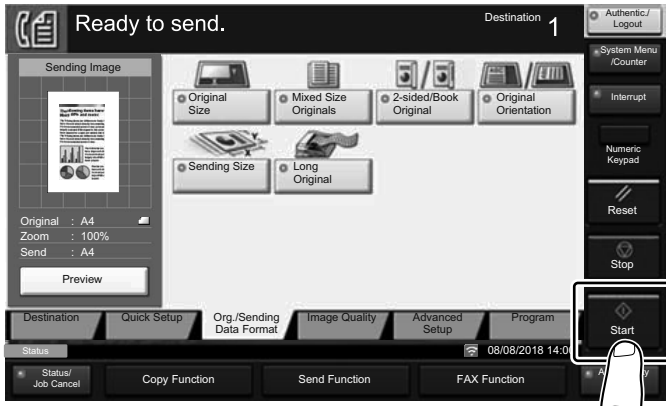 Ready to send.
Destination 1
Authentic./
Logout
System Menu
/Counter
Interrupt
Numeric
Keypad
Reset
Stop
Start
Sending Image
Original : A4
Zoom : 100%
Send : A4
Preview
Original
Size
Mixed Size
Originals
2-sided/Book
Original
Original
Orientation
Sending Size
Long
Original
Destination
Quick Setup
Org./Sending
Data Format
Image Quality
Advanced
Setup
Program
Status
08/08/2018
Status/
Job Cancel
Copy Function
Send Function
FAX Function